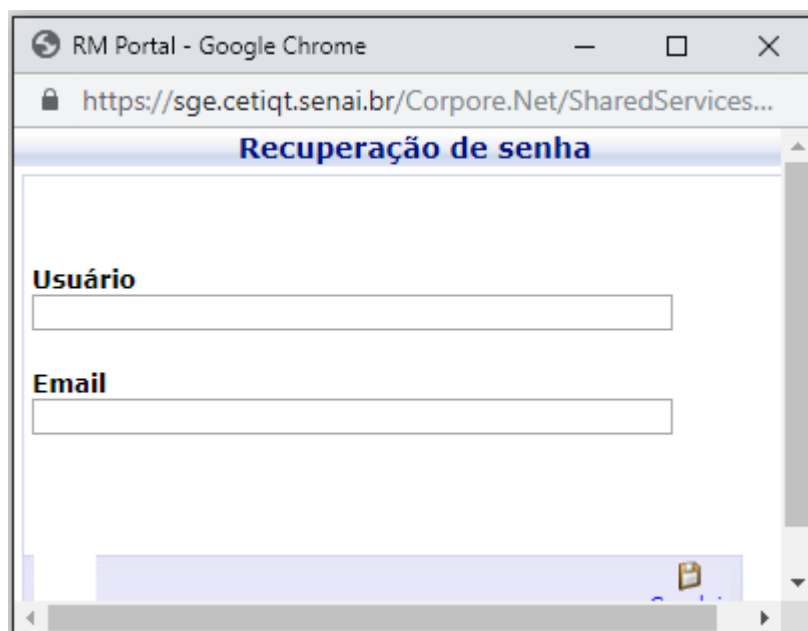 RM Portal - Google Chrome
https://sge.cetiqt.senai.br/Corpore.Net/SharedServices...
Recuperação de senha
Usuário
Email